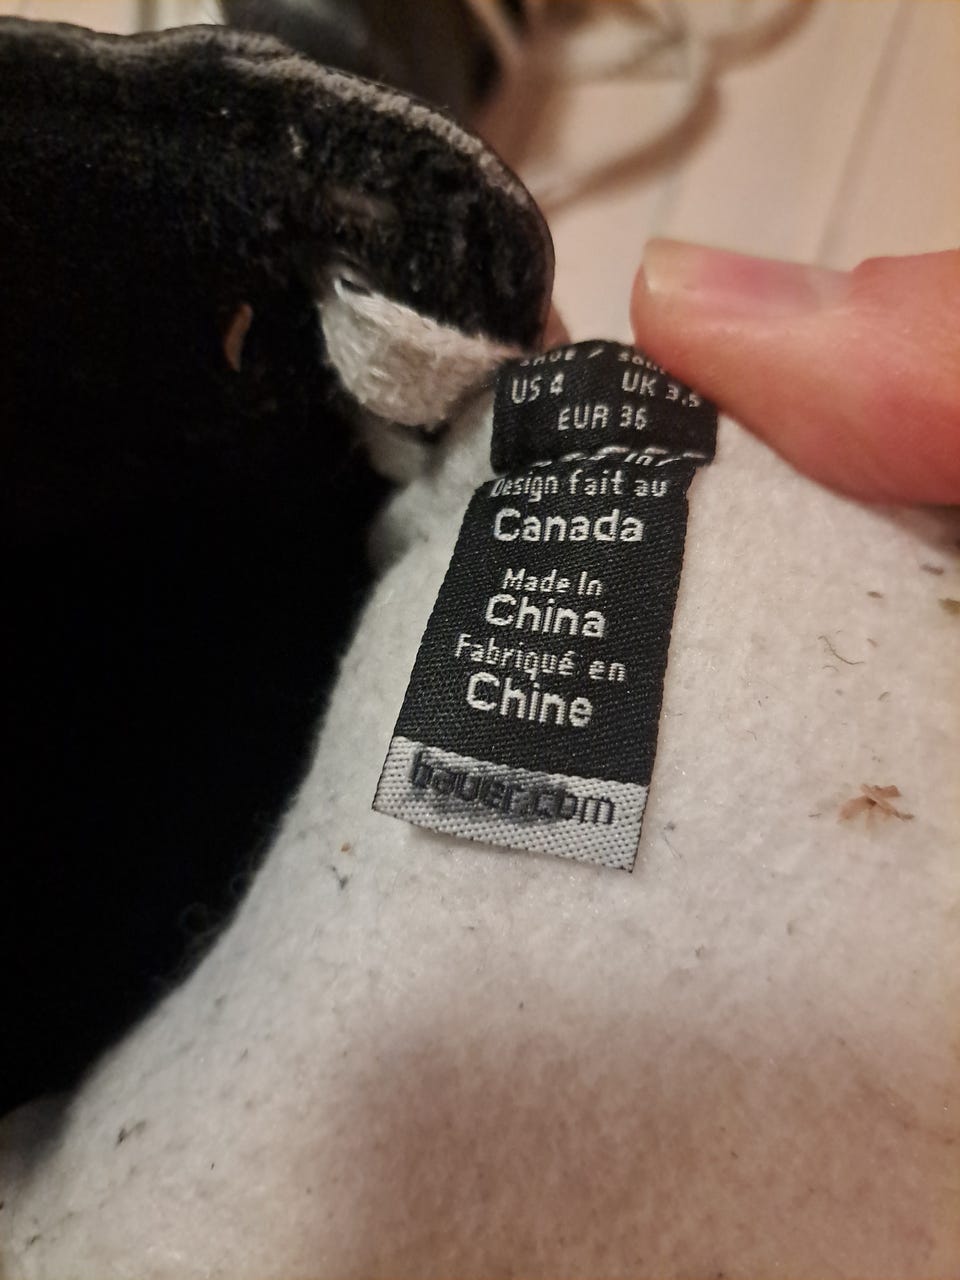 US 4 UK 3.5
EUR 36
Design fait au
Canada
Made In
China
Fabriqué en
Chine
bauer.com